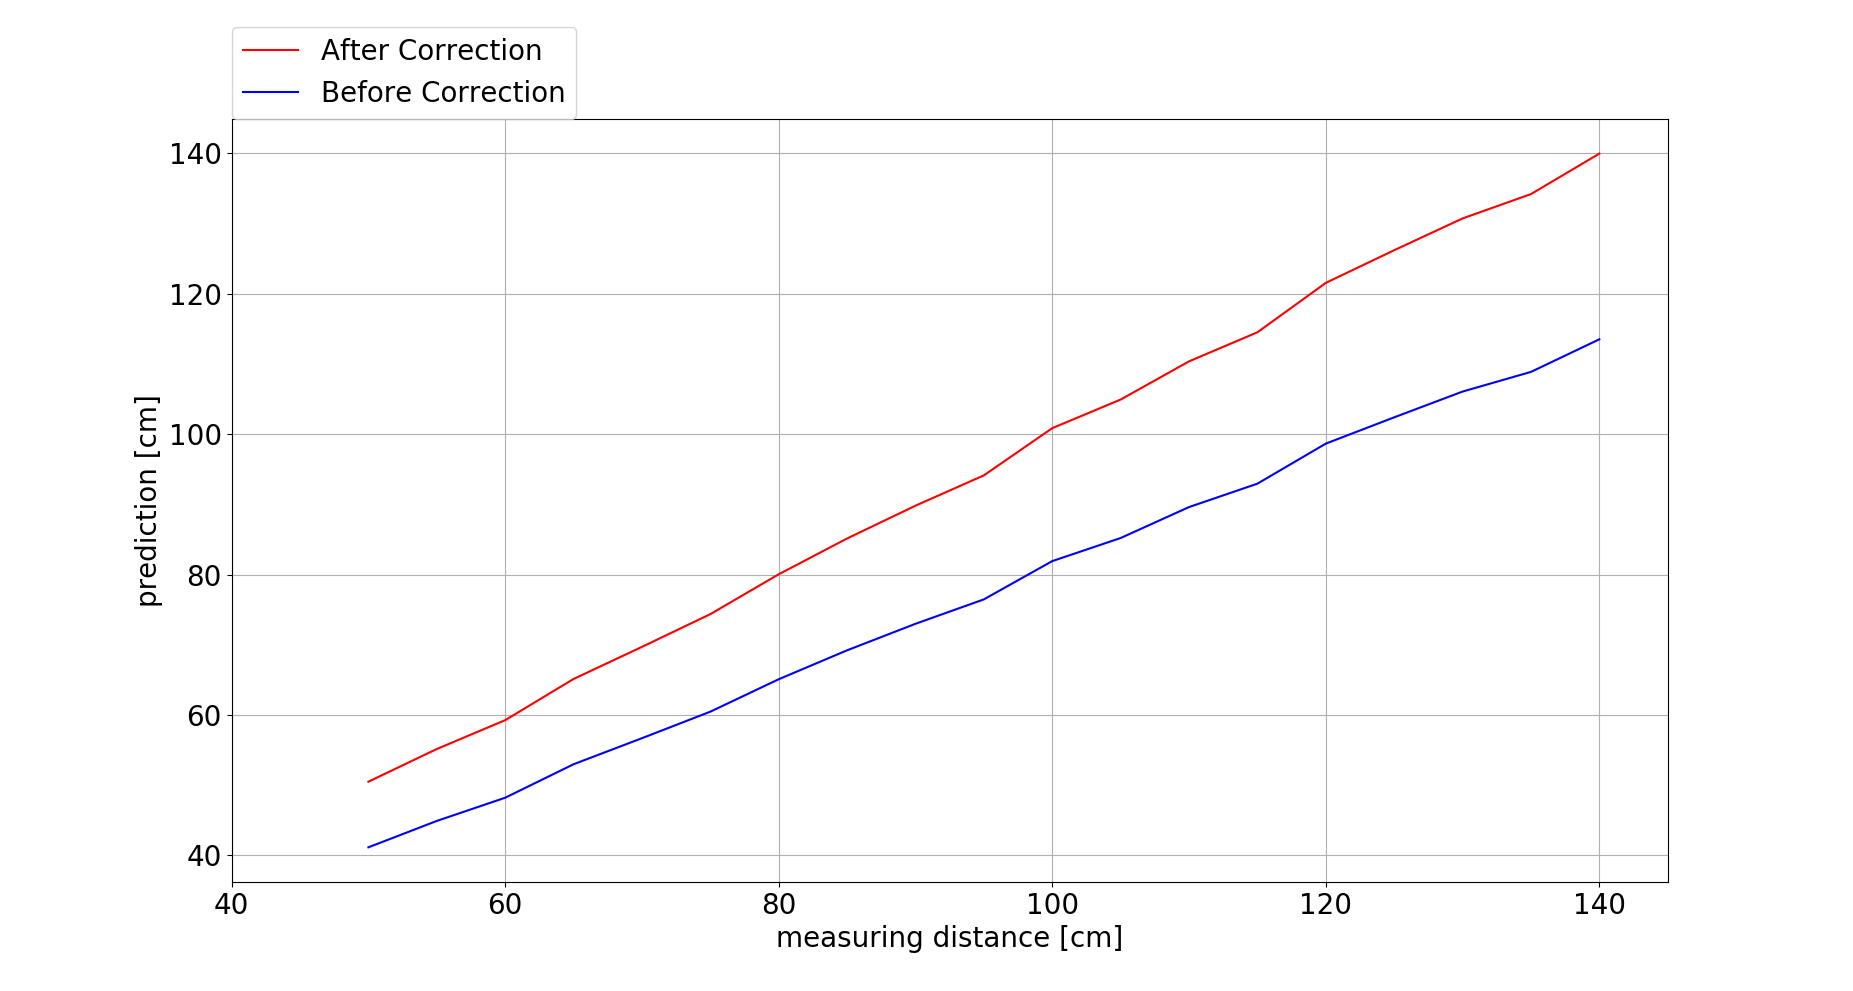 After Correction
Before Correction
140
120
100
80
60
40
prediction [cm]
40 60 80 100 120 140
measuring distance [cm]